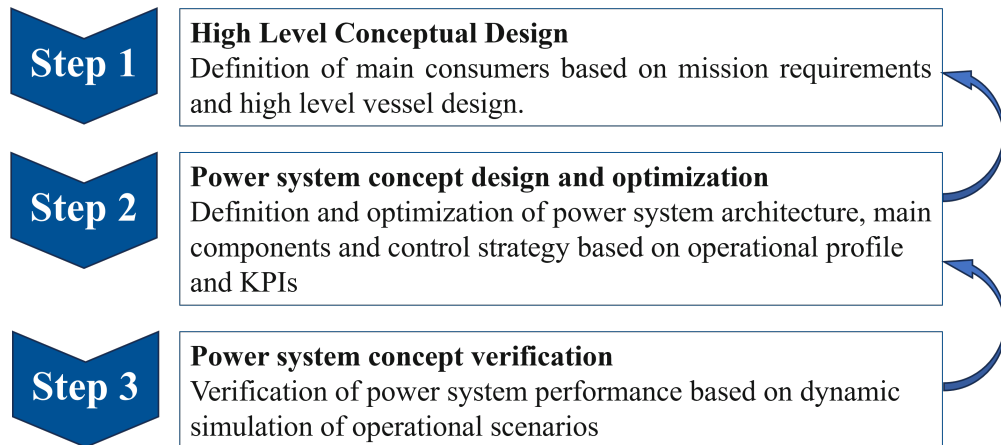 Step 1
High Level Conceptual Design
Definition of main consumers based on mission requirements
and high level vessel design.
Step 2
Power system concept design and optimization
Definition and optimization of power system architecture, main
components and control strategy based on operational profile
and KPIs
Step 3
Power system concept verification
Verification of power system performance based on dynamic
simulation of operational scenarios